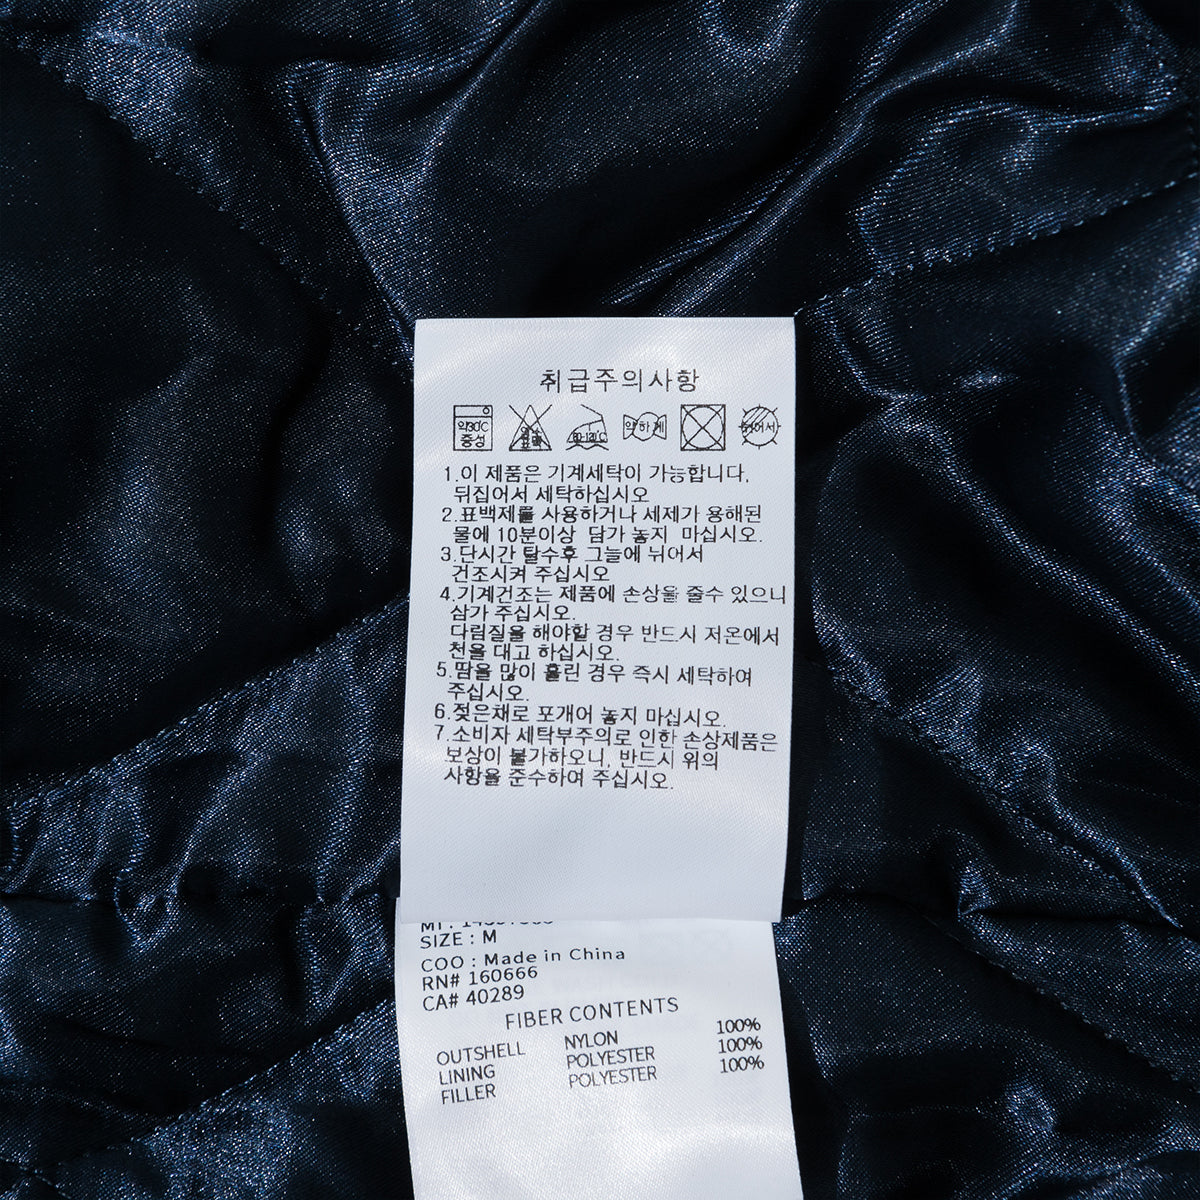 취급주의사항
약30℃
중성
약하게
1.이 제품은 기계세탁이 가능합니다.
뒤집어서 세탁하십시오
2.표백제를 사용하거나 세제가 용해된
물에 10분이상 담가 놓지 마십시오.
3.단시간 탈수후 그늘에 뉘어서
건조시켜 주십시오
4.기계건조는 제품에 손상을 줄수 있으니
삼가 주십시오.
다림질을 해야할 경우 반드시 저온에서
천을 대고 하십시오.
5.땀을 많이 흘린 경우 즉시 세탁하여
주십시오.
6.젖은채로 포개어 놓지 마십시오.
7.소비자 세탁부주의로 인한 손상제품은
보상이 불가하오니, 반드시 위의
사항을 준수하여 주십시오.
SIZE : M
COO : Made in China
RN# 160666
CA# 40289
FIBER CONTENTS
OUTSHELL NYLON 100%
LINING POLYESTER 100%
FILLER POLYESTER 100%